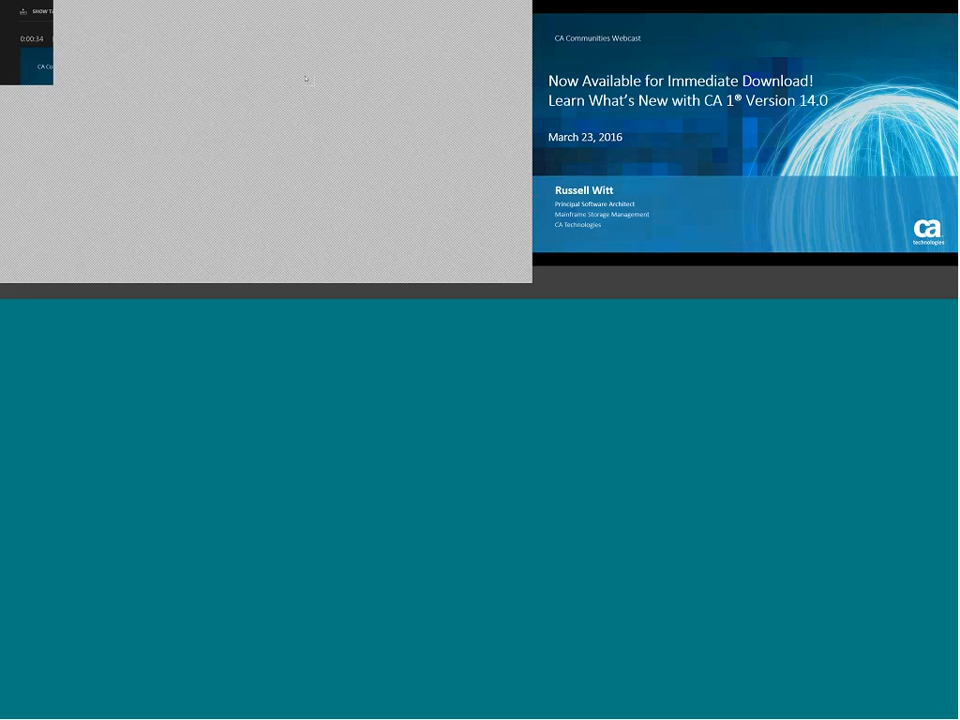 SHOW
0:00:34
CA
CA Communities Webcast
Now Available for Immediate Download!
Learn What's New with CA 1® Version 14.0
March 23, 2016
Russell Witt
Principal Software Architect
Mainframe Storage Management
CA Technologies
ca
technologies